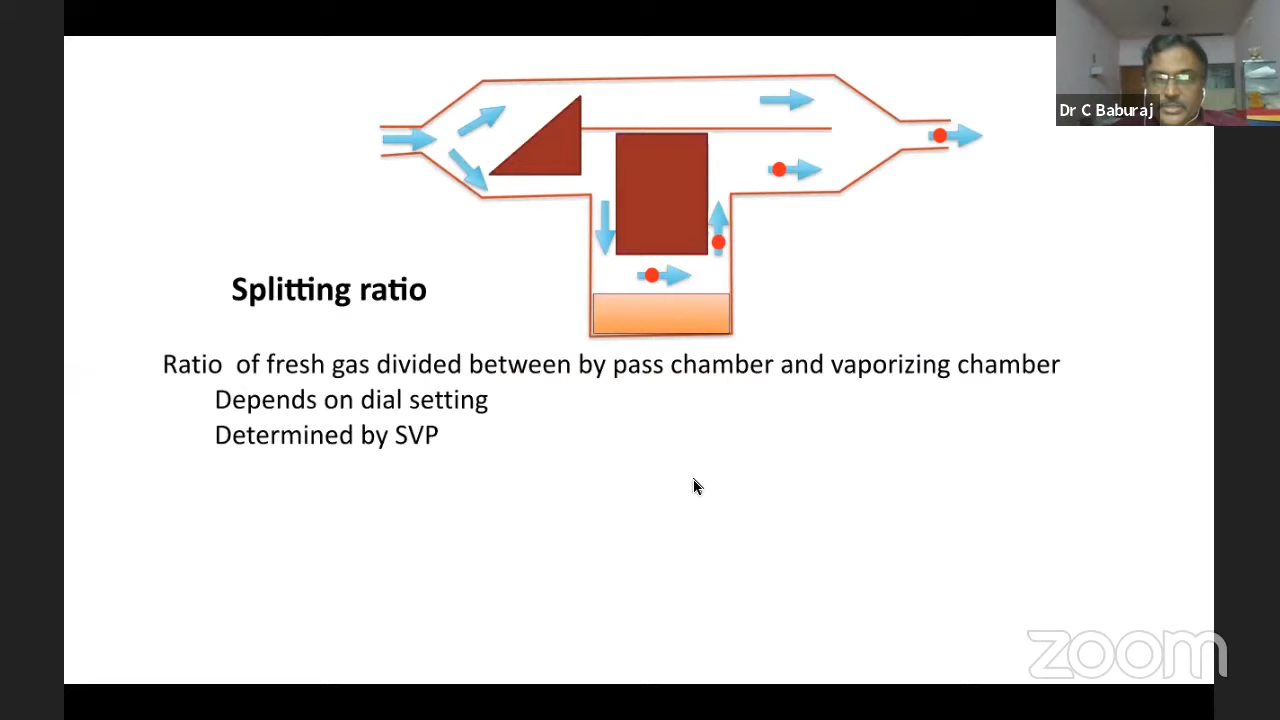 Dr C Baburaj
Splitting ratio
Ratio of fresh gas divided between by pass chamber and vaporizing chamber
Depends on dial setting
Determined by SVP
zoom